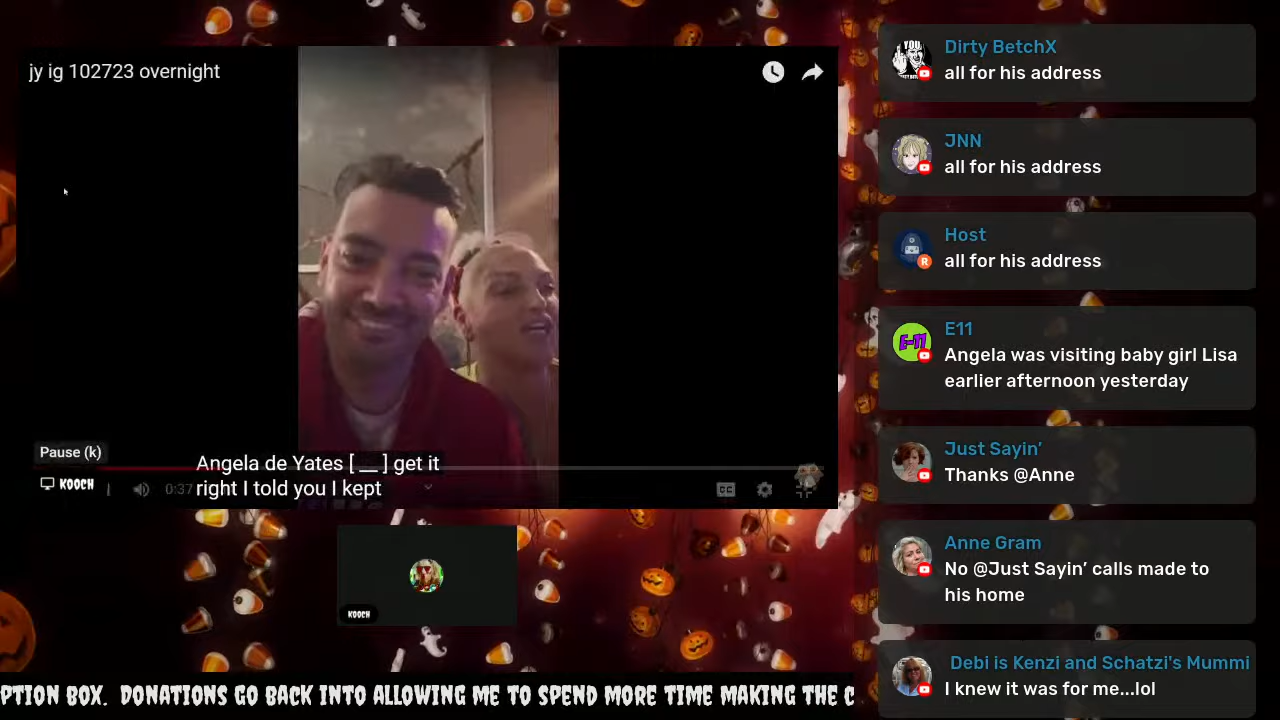 jy ig 102723 overnight
Pause (k)
KOOCH
0:37
Angela de Yates [ __ ] get it
right I told you I kept
CC
KOOCH
PTION BOX. DONATIONS GO BACK INTO ALLOWING ME TO SPEND MORE TIME MAKING THE C
Dirty BetchX
all for his address
JNN
all for his address
Host
all for his address
E11
Angela was visiting baby girl Lisa
earlier afternoon yesterday
Just Sayin’
Thanks @Anne
Anne Gram
No @Just Sayin’ calls made to
his home
Debi is Kenzi and Schatzi's Mummi
I knew it was for me...lol